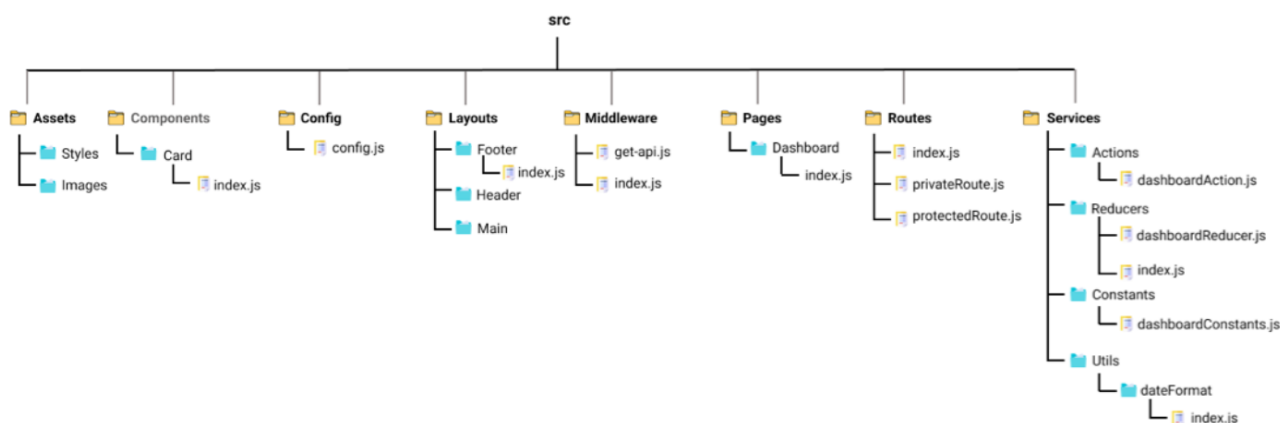 src
Assets
Styles
Images
Components
Card
index.js
Config
config.js
Layouts
Footer
index.js
Header
Main
Middleware
get-api.js
index.js
Pages
Dashboard
index.js
Routes
index.js
privateRoute.js
protectedRoute.js
Services
Actions
dashboardAction.js
Reducers
dashboardReducer.js
index.js
Constants
dashboardConstants.js
Utils
dateFormat
index.js